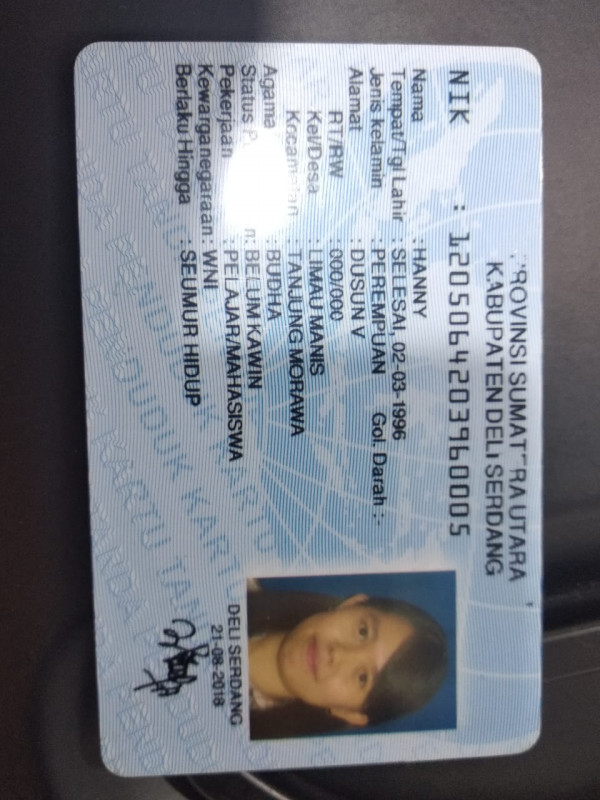 PROVINSI SUMATERA UTARA
KABUPATEN DELI SERDANG
NIK : 1205064203960005
Nama : HANNY
Tempat/Tgl Lahir : SELESAI, 02-03-1996
Jenis kelamin : PEREMPUAN Gol. Darah :-
Alamat : DUSUN V
RT/RW : 000/000
Kel/Desa : LIMAU MANIS
Kecamatan : TANJUNG MORAWA
Agama : BUDHA
Status : BELUM KAWIN
Pekerjaan : PELAJAR/MAHASISWA
Kewarganegaraan: WNI
Berlaku Hingga : SEUMUR HIDUP
DELI SERDANG
21-08-2018